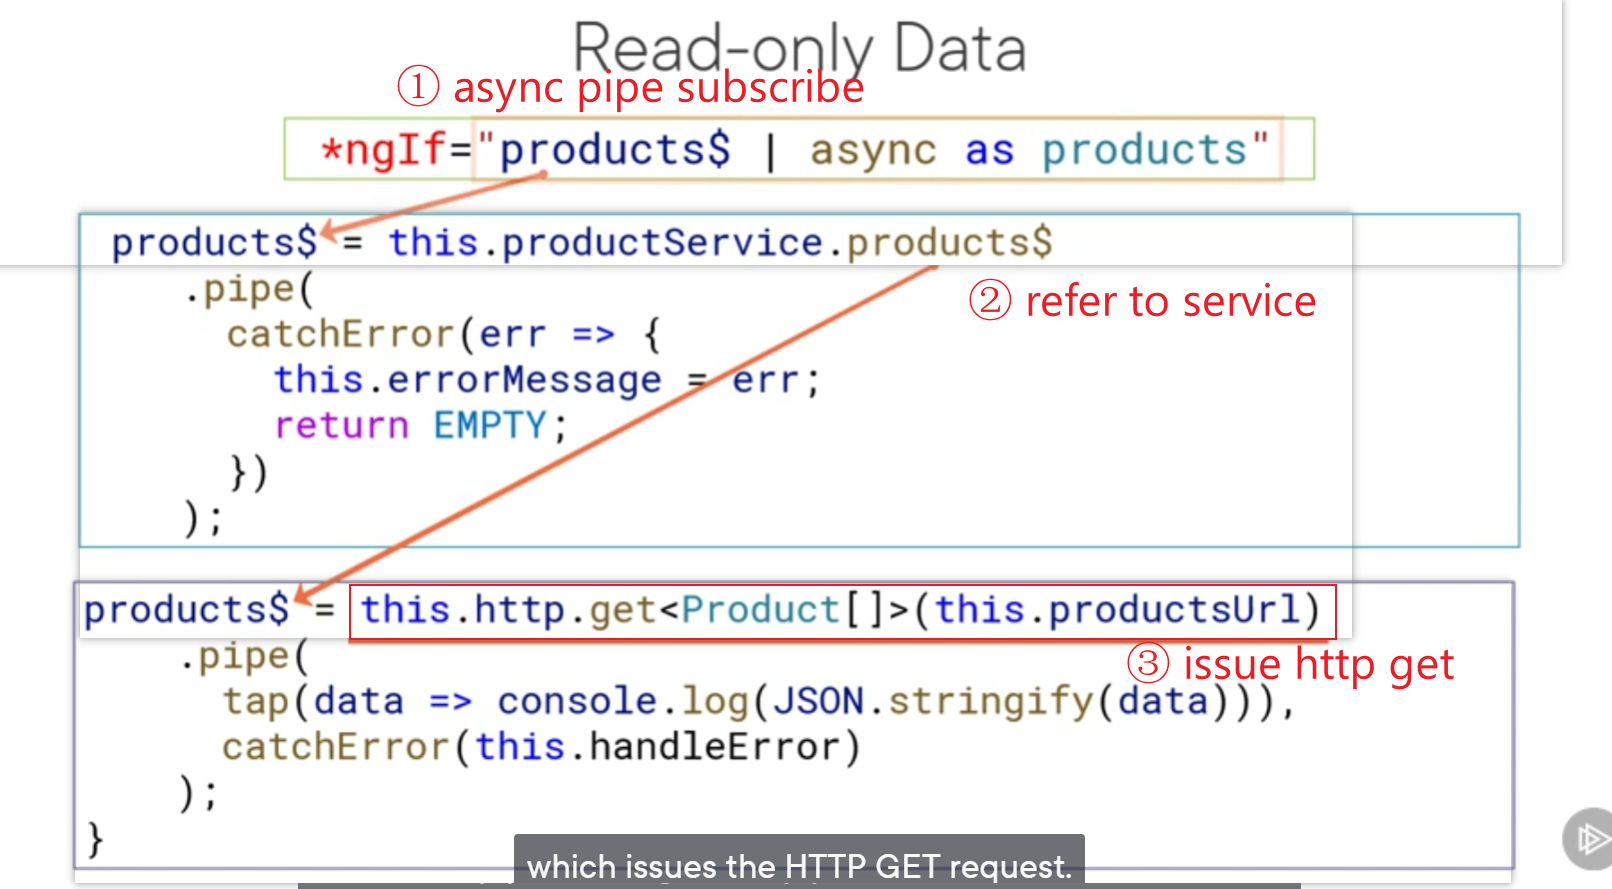 Read-only Data
① async pipe subscribe
*ngIf="products$ | async as products"
products$ = this.productService.products$
.pipe(
② refer to service
catchError(err => {
this.errorMessage = err;
return EMPTY;
})
);
products$ = this.http.get<Product[]>(this.productsUrl)
.pipe(
③ issue http get
tap(data => console.log(JSON.stringify(data))),
catchError(this.handleError)
);
}
which issues the HTTP GET request.